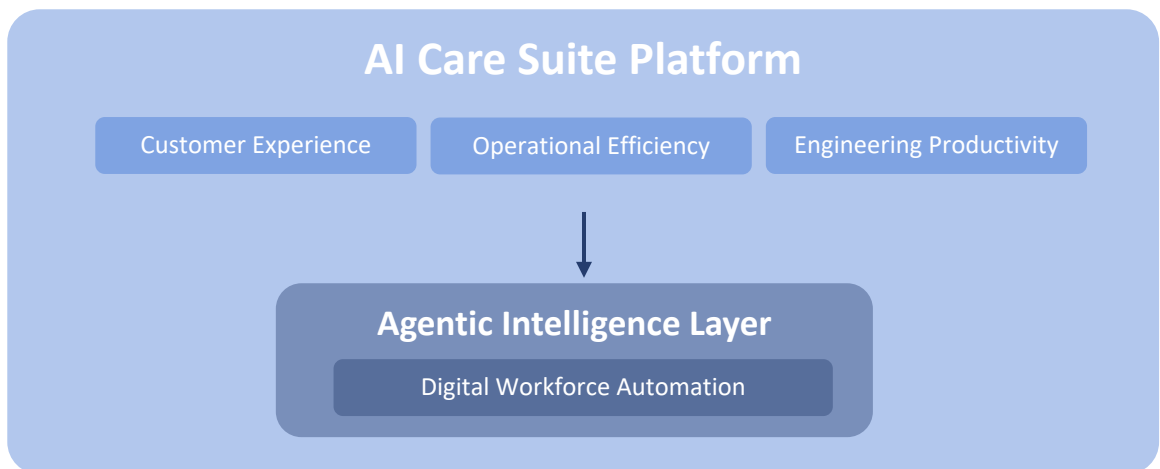 AI Care Suite Platform
Customer Experience
Operational Efficiency
Engineering Productivity
Agentic Intelligence Layer
Digital Workforce Automation